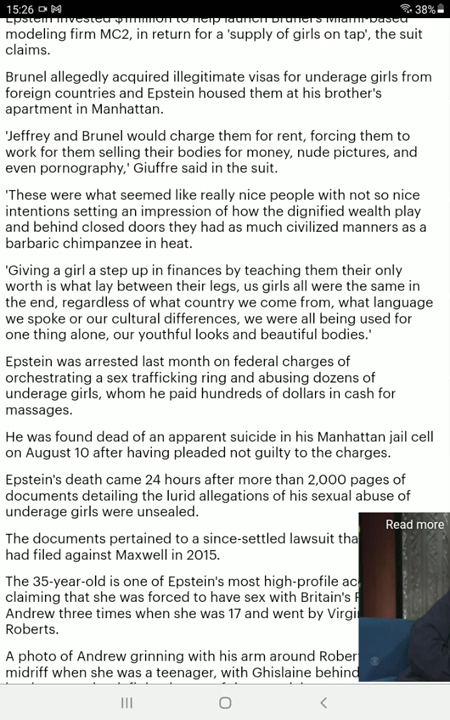 15:26
38%
Epstein invested $1million to help launch Brunel's Miami-based
modeling firm MC2, in return for a 'supply of girls on tap', the suit
claims.
Brunel allegedly acquired illegitimate visas for underage girls from
foreign countries and Epstein housed them at his brother's
apartment in Manhattan.
'Jeffrey and Brunel would charge them for rent, forcing them to
work for them selling their bodies for money, nude pictures, and
even pornography,' Giuffre said in the suit.
'These were what seemed like really nice people with not so nice
intentions setting an impression of how the dignified wealth play
and behind closed doors they had as much civilized manners as a
barbaric chimpanzee in heat.
'Giving a girl a step up in finances by teaching them their only
worth is what lay between their legs, us girls all were the same in
the end, regardless of what country we come from, what language
we spoke or our cultural differences, we were all being used for
one thing alone, our youthful looks and beautiful bodies.'
Epstein was arrested last month on federal charges of
orchestrating a sex trafficking ring and abusing dozens of
underage girls, whom he paid hundreds of dollars in cash for
massages.
He was found dead of an apparent suicide in his Manhattan jail cell
on August 10 after having pleaded not guilty to the charges.
Epstein's death came 24 hours after more than 2,000 pages of
documents detailing the lurid allegations of his sexual abuse of
underage girls were unsealed.
Read more
The documents pertained to a since-settled lawsuit tha
had filed against Maxwell in 2015.
The 35-year-old is one of Epstein's most high-profile ac
claiming that she was forced to have sex with Britain's
Andrew three times when she was 17 and went by Virgi
Roberts.
A photo of Andrew grinning with his arm around Rober
midriff when she was a teenager, with Ghislaine behind